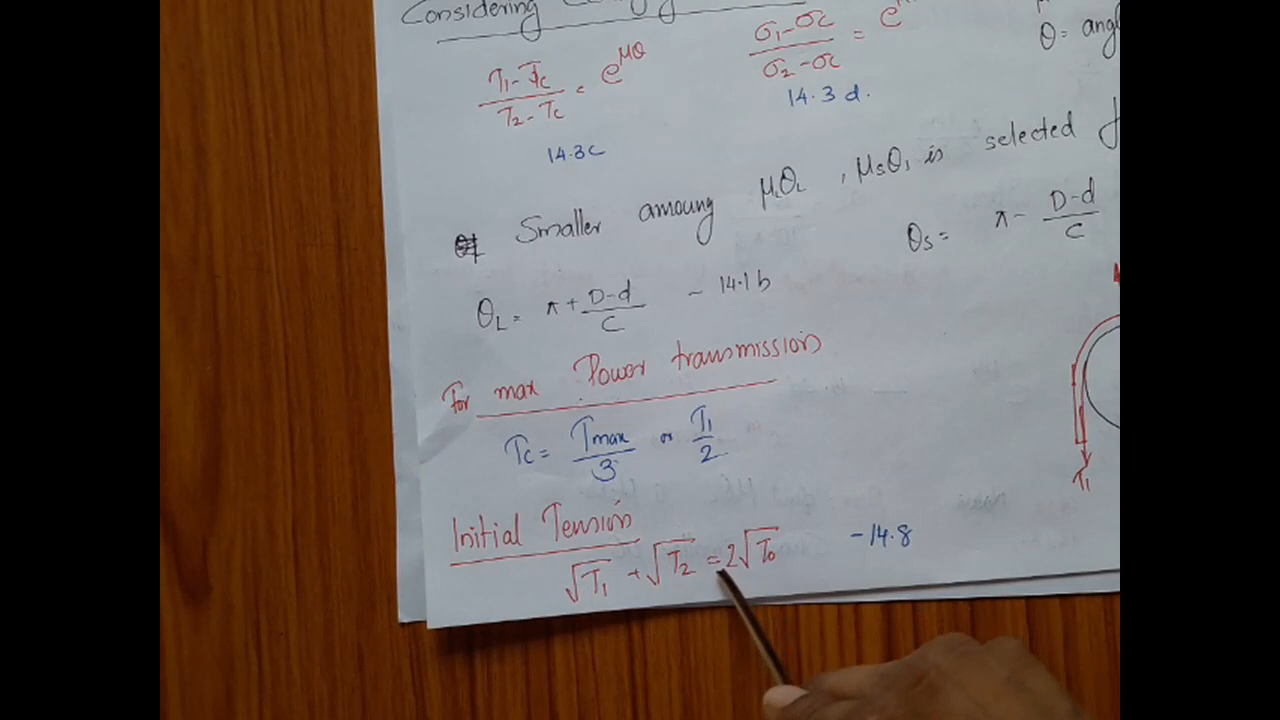 Considering
(T1-Tc)/(T2-Tc) = e^μθ
(σ1-σc)/(σ2-σc) = e
θ= ang
14.3c
14.3 d.
Smaller amoung μLθL , μsθs is selected f
θL = π + (D-d)/C - 14.1b
θs = π - (D-d)/C
For max Power transmission
Tc = Tmax/3 or T1/2
T1
Initial Tension
√T1 + √T2 = 2√T0 -14.8